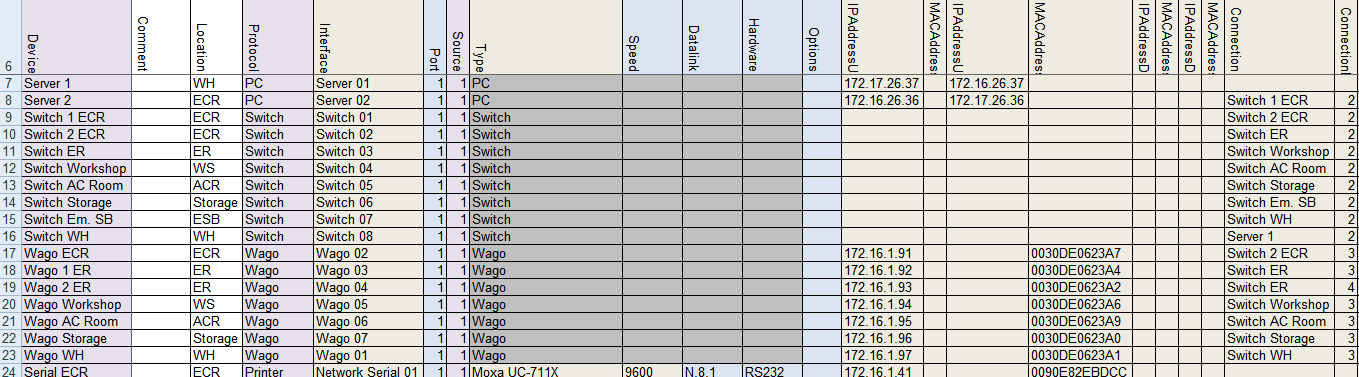 6 Device Comment Location Protocol Interface Port Source Type Speed Datalink Hardware Options IPAddressU MACAddress IPAddressU MACAddress IPAddressD MACAddress IPAddressD MACAddress Connection Connection
7 Server 1 WH PC Server 01 1 1 PC 172.17.26.37 172.16.26.37
8 Server 2 ECR PC Server 02 1 1 PC 172.16.26.36 172.17.26.36 Switch 1 ECR 2
9 Switch 1 ECR ECR Switch Switch 01 1 1 Switch Switch 2 ECR 2
10 Switch 2 ECR ECR Switch Switch 02 1 1 Switch Switch ER 2
11 Switch ER ER Switch Switch 03 1 1 Switch Switch Workshop 2
12 Switch Workshop WS Switch Switch 04 1 1 Switch Switch AC Room 2
13 Switch AC Room ACR Switch Switch 05 1 1 Switch Switch Storage 2
14 Switch Storage Storage Switch Switch 06 1 1 Switch Switch Em. SB 2
15 Switch Em. SB ESB Switch Switch 07 1 1 Switch Switch WH 2
16 Switch WH WH Switch Switch 08 1 1 Switch Server 1 2
17 Wago ECR ECR Wago Wago 02 1 1 Wago 172.16.1.91 0030DE0623A7 Switch 2 ECR 3
18 Wago 1 ER ER Wago Wago 03 1 1 Wago 172.16.1.92 0030DE0623A4 Switch ER 3
19 Wago 2 ER ER Wago Wago 04 1 1 Wago 172.16.1.93 0030DE0623A2 Switch ER 4
20 Wago Workshop WS Wago Wago 05 1 1 Wago 172.16.1.94 0030DE0623A6 Switch Workshop 3
21 Wago AC Room ACR Wago Wago 06 1 1 Wago 172.16.1.95 0030DE0623A9 Switch AC Room 3
22 Wago Storage Storage Wago Wago 07 1 1 Wago 172.16.1.96 0030DE0623A0 Switch Storage 3
23 Wago WH WH Wago Wago 01 1 1 Wago 172.16.1.97 0030DE0623A1 Switch WH 3
24 Serial ECR ECR Printer Network Serial 01 1 1 Moxa UC-711X 9600 N.8.1 RS232 172.16.1.41 0090E82EBDCC